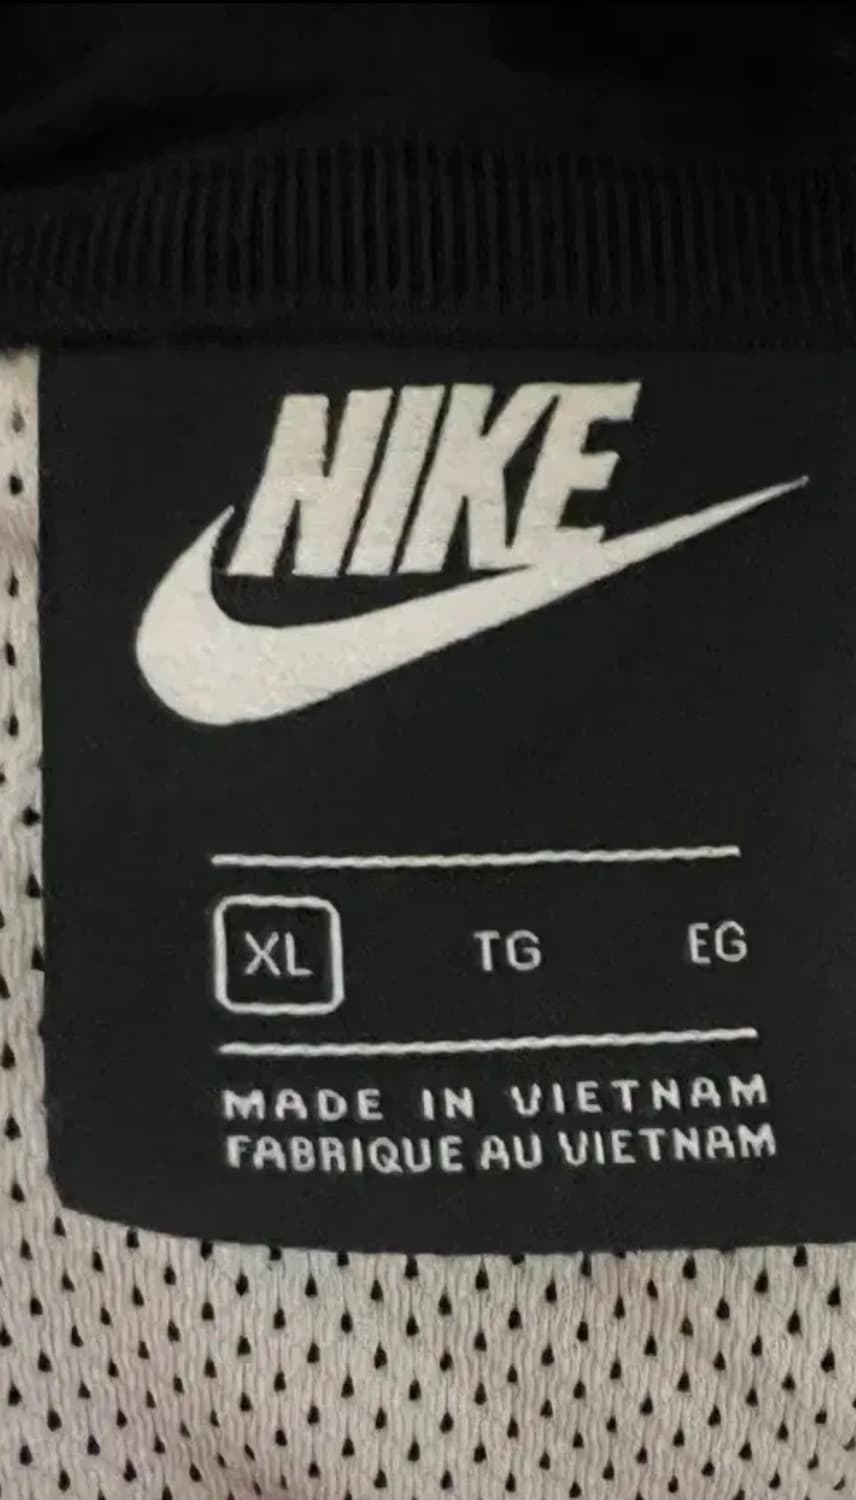 NIKE
XL TG EG
MADE IN VIETNAM
FABRIQUE AU VIETNAM